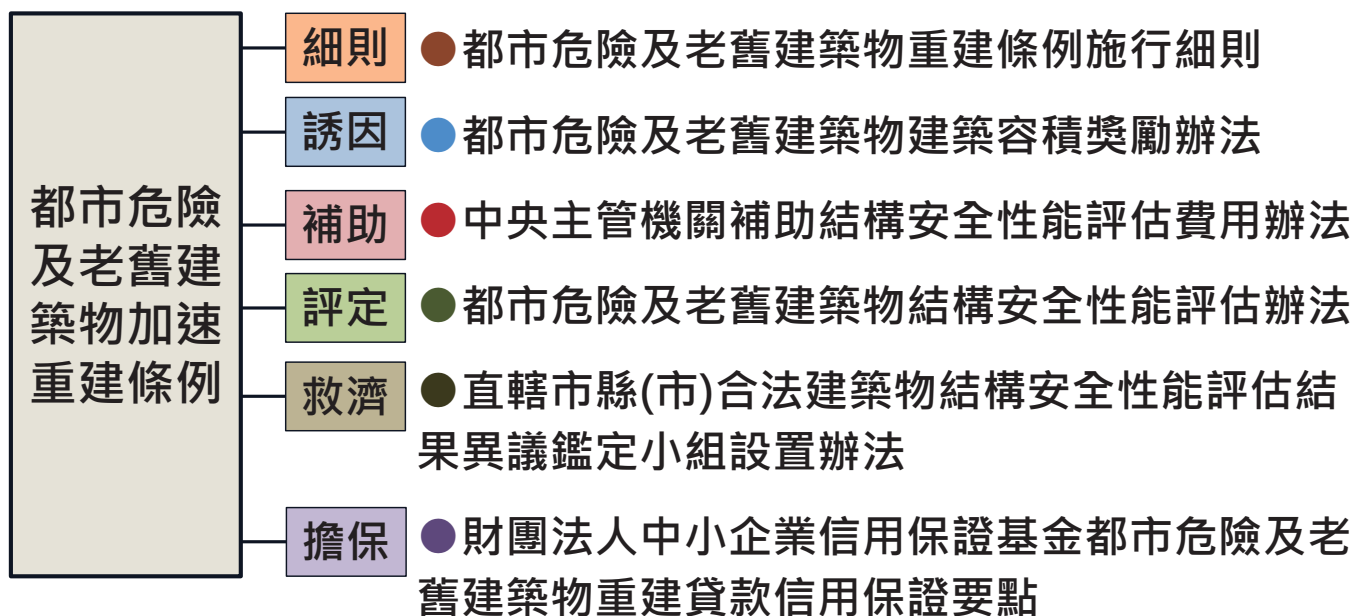 都市危險
及老舊建
築物加速
重建條例
細則
●都市危險及老舊建築物重建條例施行細則
誘因
●都市危險及老舊建築物建築容積獎勵辦法
補助
●中央主管機關補助結構安全性能評估費用辦法
評定
●都市危險及老舊建築物結構安全性能評估辦法
救濟
●直轄市縣(市)合法建築物結構安全性能評估結
果異議鑑定小組設置辦法
擔保
●財團法人中小企業信用保證基金都市危險及老
舊建築物重建貸款信用保證要點